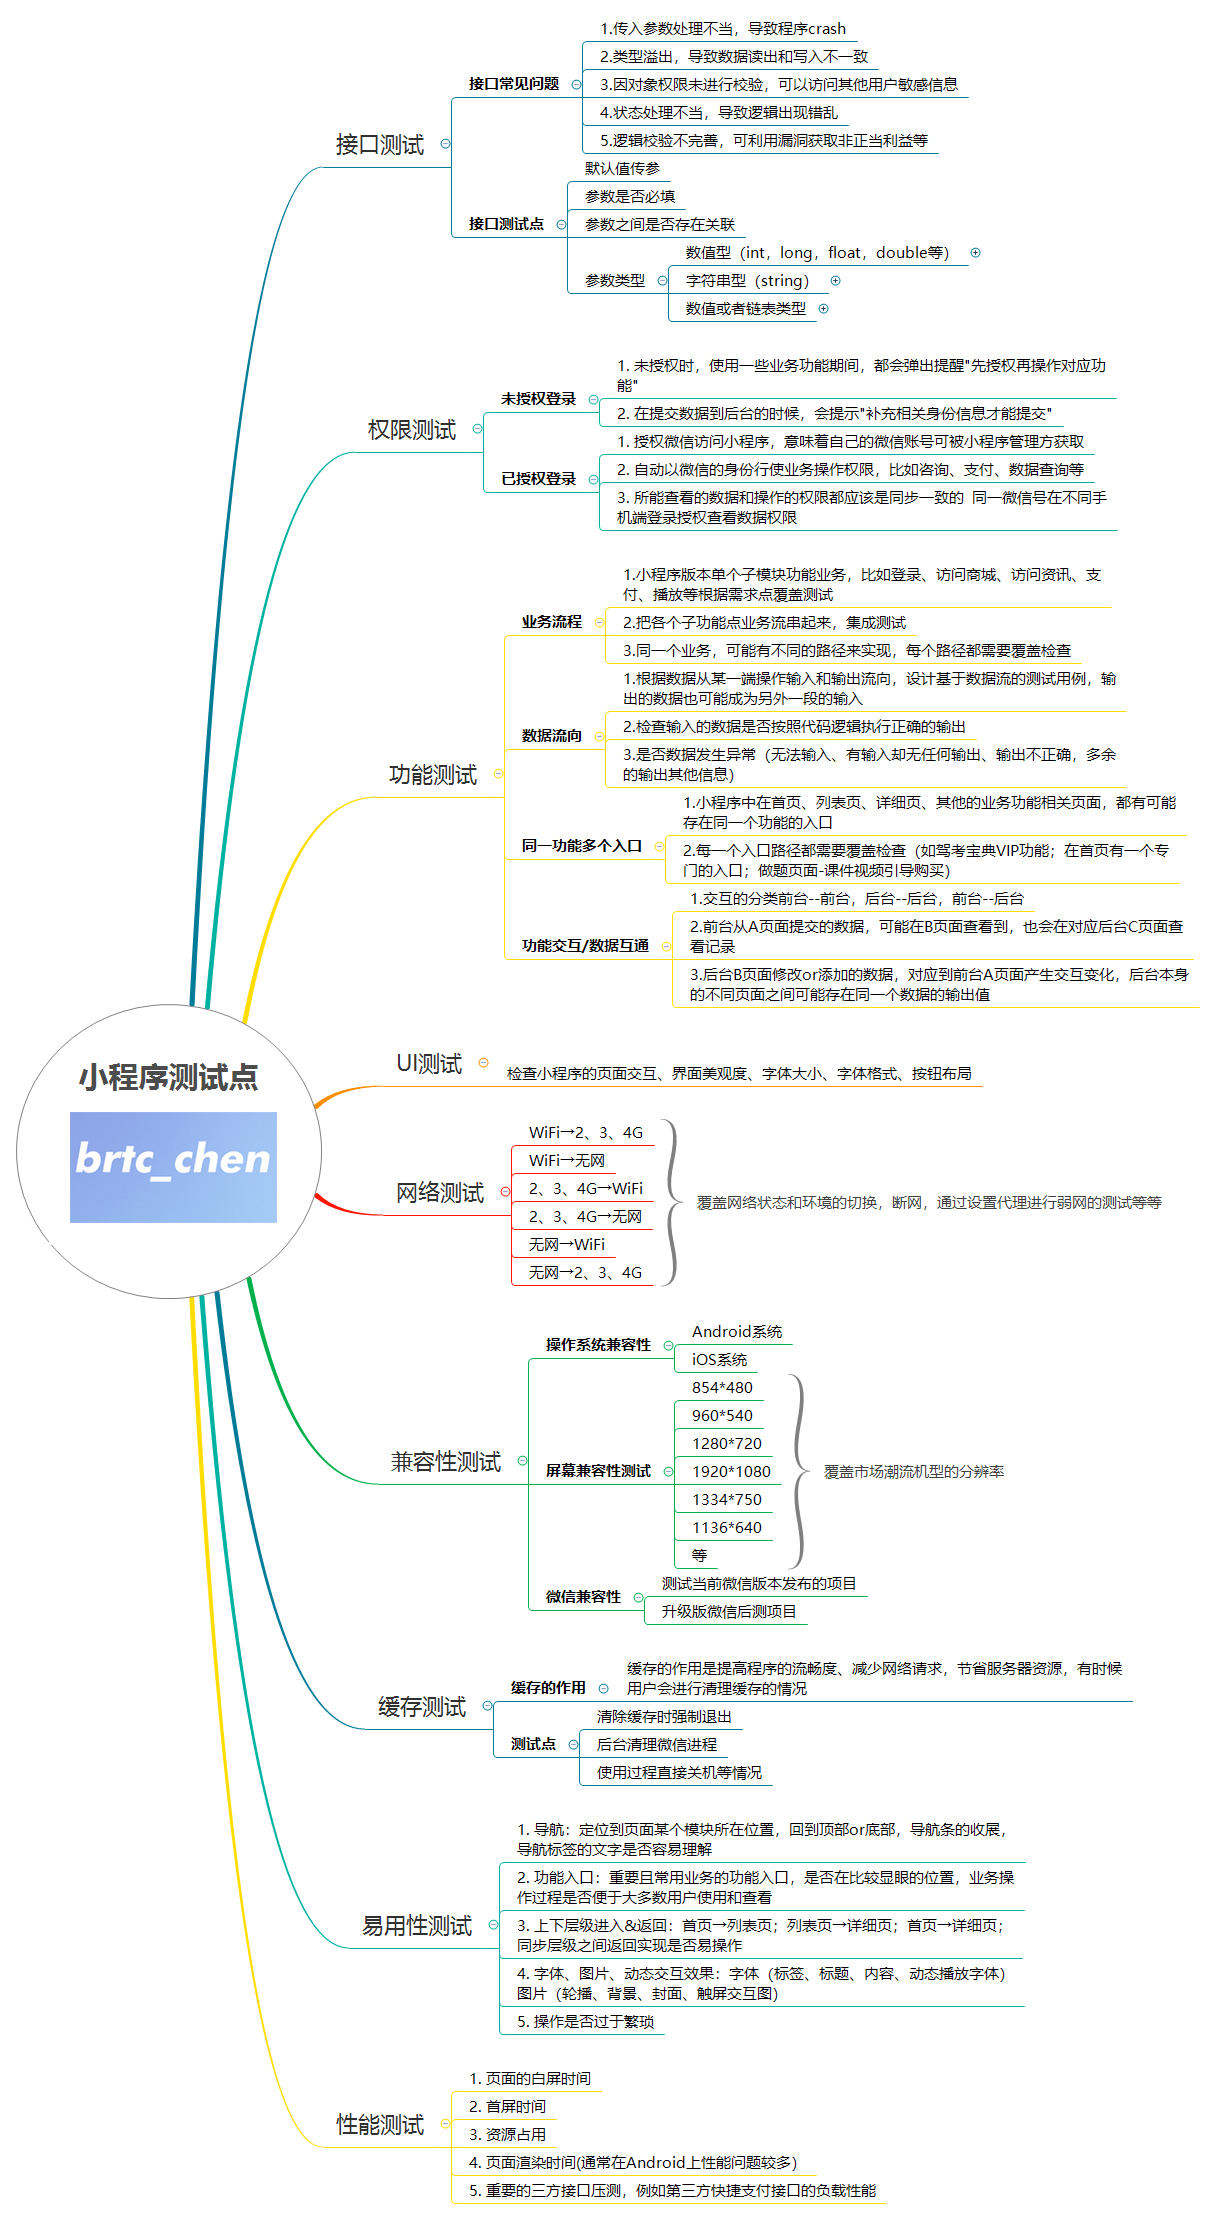 小程序测试点
brtc_chen
接口测试
接口常见问题
1.传入参数处理不当，导致程序crash
2.类型溢出，导致数据读出和写入不一致
3.因对象权限未进行校验，可以访问其他用户敏感信息
4.状态处理不当，导致逻辑出现错乱
5.逻辑校验不完善，可利用漏洞获取非正当利益等
接口测试点
默认值传参
参数是否必填
参数之间是否存在关联
参数类型
数值型（int，long，float，double等）
字符串型（string）
数值或者链表类型
权限测试
未授权登录
1. 未授权时，使用一些业务功能期间，都会弹出提醒"先授权再操作对应功
能"
2. 在提交数据到后台的时候，会提示"补充相关身份信息才能提交"
已授权登录
1. 授权微信访问小程序，意味着自己的微信账号可被小程序管理方获取
2. 自动以微信的身份行使业务操作权限，比如咨询、支付、数据查询等
3. 所能查看的数据和操作的权限都应该是同步一致的 同一微信号在不同手
机端登录授权查看数据权限
功能测试
业务流程
1.小程序版本单个子模块功能业务，比如登录、访问商城、访问资讯、支
付、播放等根据需求点覆盖测试
2.把各个子功能点业务流串起来，集成测试
3.同一个业务，可能有不同的路径来实现，每个路径都需要覆盖检查
数据流向
1.根据数据从某一端操作输入和输出流向，设计基于数据流的测试用例，输
出的数据也可能成为另外一段的输入
2.检查输入的数据是否按照代码逻辑执行正确的输出
3.是否数据发生异常（无法输入、有输入却无任何输出、输出不正确，多余
的输出其他信息）
同一功能多个入口
1.小程序中在首页、列表页、详细页、其他的业务功能相关页面，都有可能
存在同一个功能的入口
2.每一个入口路径都需要覆盖检查（如驾考宝典VIP功能；在首页有一个专
门的入口；做题页面-课件视频引导购买）
功能交互/数据互通
1.交互的分类前台--前台，后台--后台，前台--后台
2.前台从A页面提交的数据，可能在B页面查看到，也会在对应后台C页面查
看记录
3.后台B页面修改or添加的数据，对应到前台A页面产生交互变化，后台本身
的不同页面之间可能存在同一个数据的输出值
UI测试
检查小程序的页面交互、界面美观度、字体大小、字体格式、按钮布局
网络测试
WiFi→2、3、4G
WiFi→无网
2、3、4G→WiFi
2、3、4G→无网
无网→WiFi
无网→2、3、4G
覆盖网络状态和环境的切换，断网，通过设置代理进行弱网的测试等等
兼容性测试
操作系统兼容性
Android系统
iOS系统
屏幕兼容性测试
854*480
960*540
1280*720
1920*1080
1334*750
1136*640
等
覆盖市场潮流机型的分辨率
微信兼容性
测试当前微信版本发布的项目
升级版微信后测项目
缓存测试
缓存的作用
缓存的作用是提高程序的流畅度、减少网络请求，节省服务器资源，有时候
用户会进行清理缓存的情况
测试点
清除缓存时强制退出
后台清理微信进程
使用过程直接关机等情况
易用性测试
1. 导航：定位到页面某个模块所在位置，回到顶部or底部，导航条的收展，
导航标签的文字是否容易理解
2. 功能入口：重要且常用业务的功能入口，是否在比较显眼的位置，业务操
作过程是否便于大多数用户使用和查看
3. 上下层级进入&返回：首页→列表页；列表页→详细页；首页→详细页；
同步层级之间返回实现是否易操作
4. 字体、图片、动态交互效果：字体（标签、标题、内容、动态播放字体）
图片（轮播、背景、封面、触屏交互图）
5. 操作是否过于繁琐
性能测试
1. 页面的白屏时间
2. 首屏时间
3. 资源占用
4. 页面渲染时间(通常在Android上性能问题较多）
5. 重要的三方接口压测，例如第三方快捷支付接口的负载性能